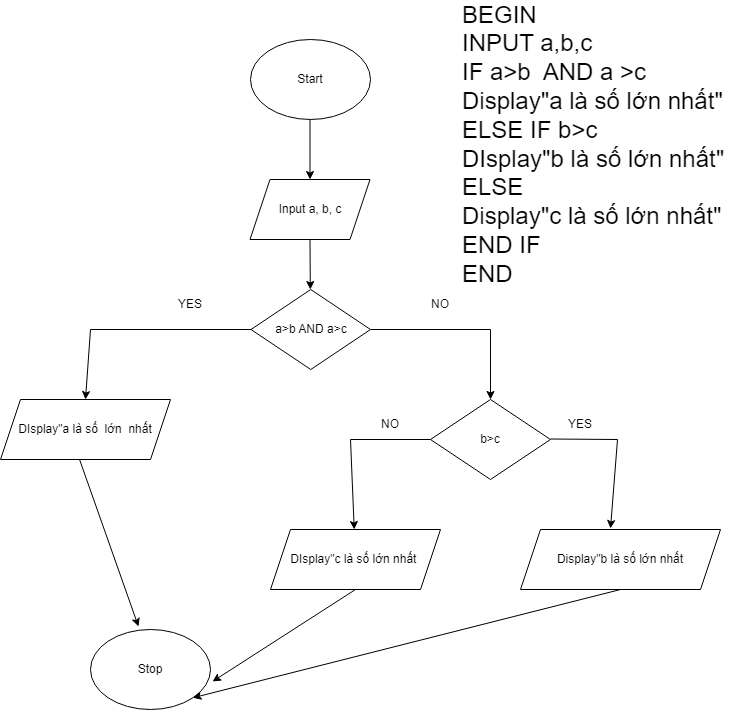 BEGIN
INPUT a,b,c
IF a>b  AND a >c
Display"a là số lớn nhất"
ELSE IF b>c
DIsplay"b là số lớn nhất"
ELSE
Display"c là số lớn nhất"
END IF
END
Start
Input a, b, c
a>b AND a>c
YES
NO
DIsplay"a là số  lớn  nhất
b>c
NO
YES
DIsplay"c là số lớn nhất
Display"b là số lớn nhất
Stop